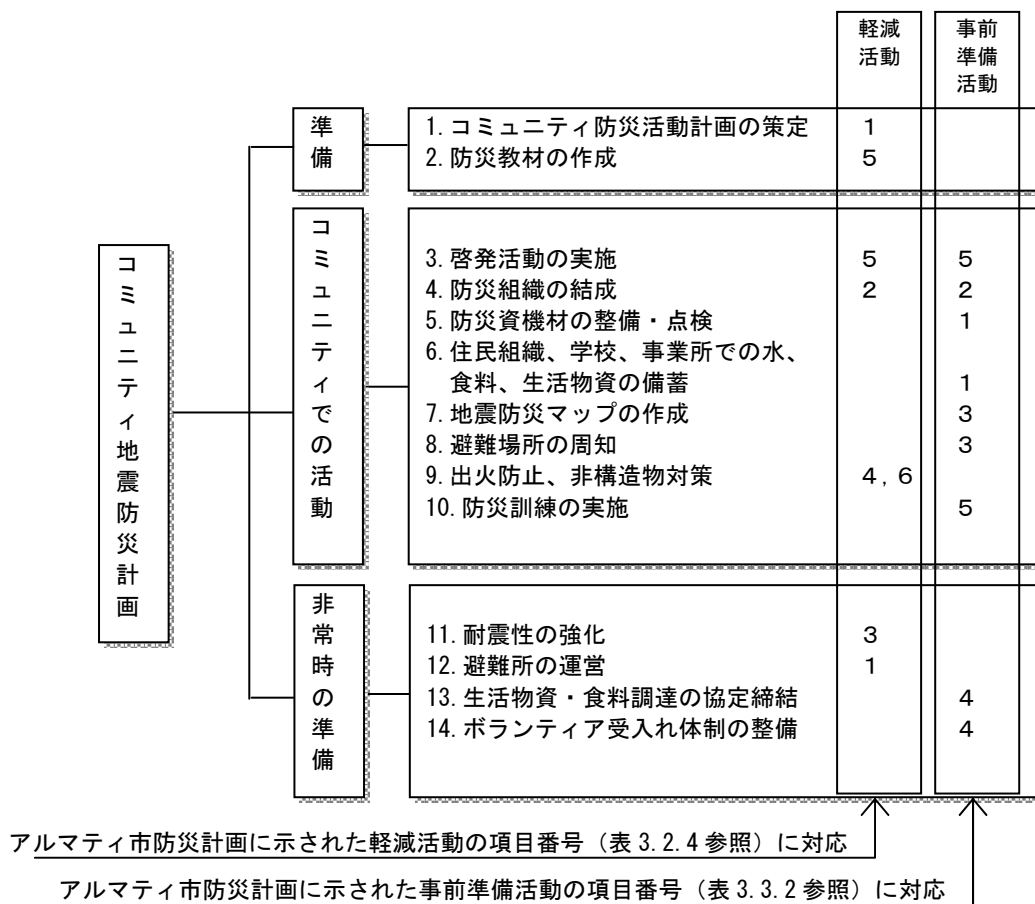 軽減
活動
事前
準備
活動
コミュニティ地震防災計画
準備
1. コミュニティ防災活動計画の策定 1
2. 防災教材の作成 5
コミュニティでの活動
3. 啓発活動の実施 5 5
4. 防災組織の結成 2 2
5. 防災資機材の整備・点検 1
6. 住民組織、学校、事業所での水、
食料、生活物資の備蓄 1
7. 地震防災マップの作成 3
8. 避難場所の周知 3
9. 出火防止、非構造物対策 4, 6
10. 防災訓練の実施 5
非常時の準備
11. 耐震性の強化 3
12. 避難所の運営 1
13. 生活物資・食料調達の協定締結 4
14. ボランティア受入れ体制の整備 4
アルマティ市防災計画に示された軽減活動の項目番号（表 3.2.4 参照）に対応
アルマティ市防災計画に示された事前準備活動の項目番号（表 3.3.2 参照）に対応